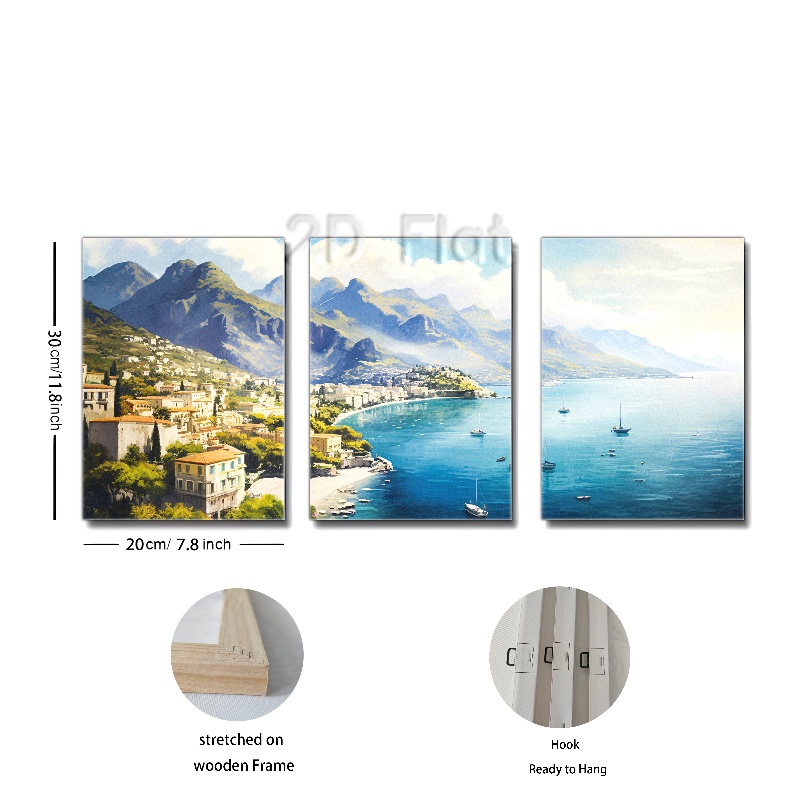 2D Flat
30cm/11.8inch
20cm/ 7.8 inch
stretched on
wooden Frame
Hook
Ready to Hang